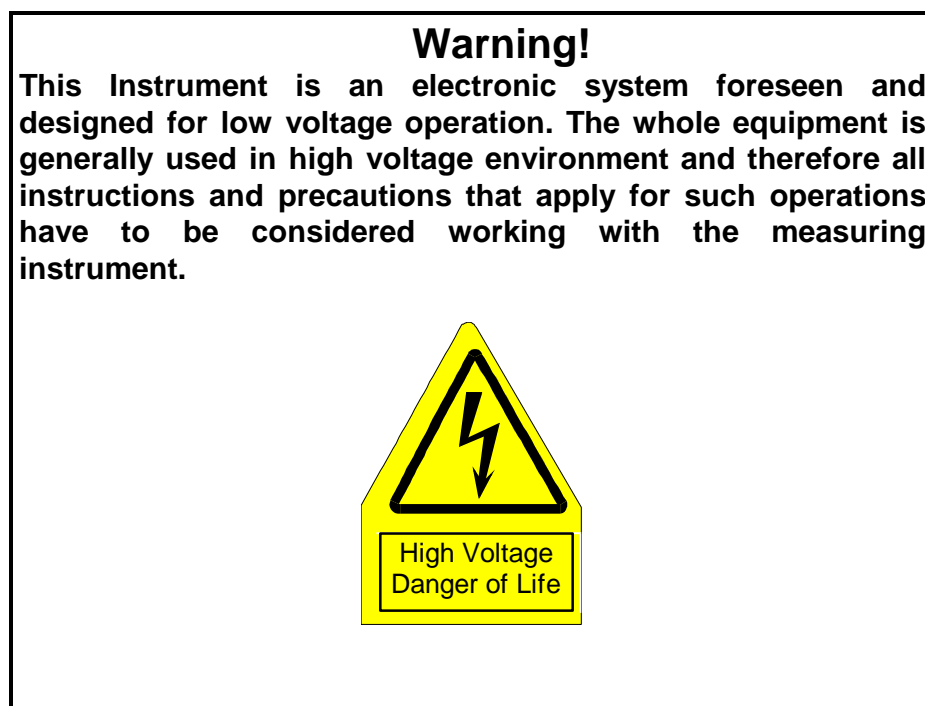 Warning!
This Instrument is an electronic system foreseen and
designed for low voltage operation. The whole equipment is
generally used in high voltage environment and therefore all
instructions and precautions that apply for such operations
have to be considered working with the measuring
instrument.
High Voltage
Danger of Life